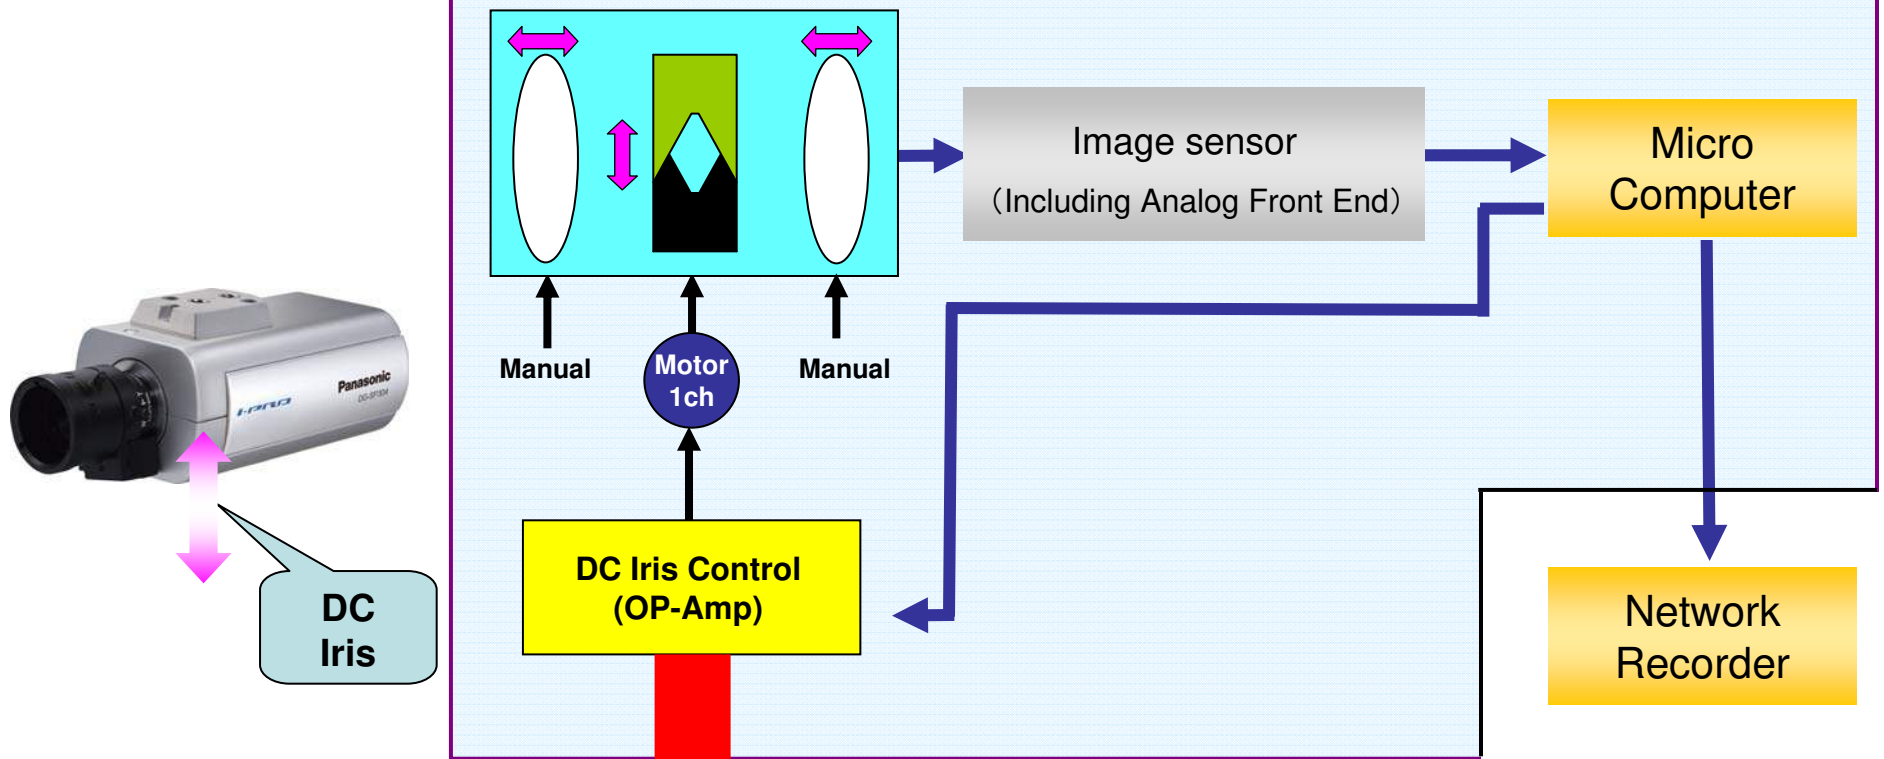 Image sensor
（Including Analog Front End）
Micro
Computer
Manual
Motor
1ch
Manual
Panasonic
i-PRO
DC Iris Control
(OP-Amp)
DC
Iris
Network
Recorder